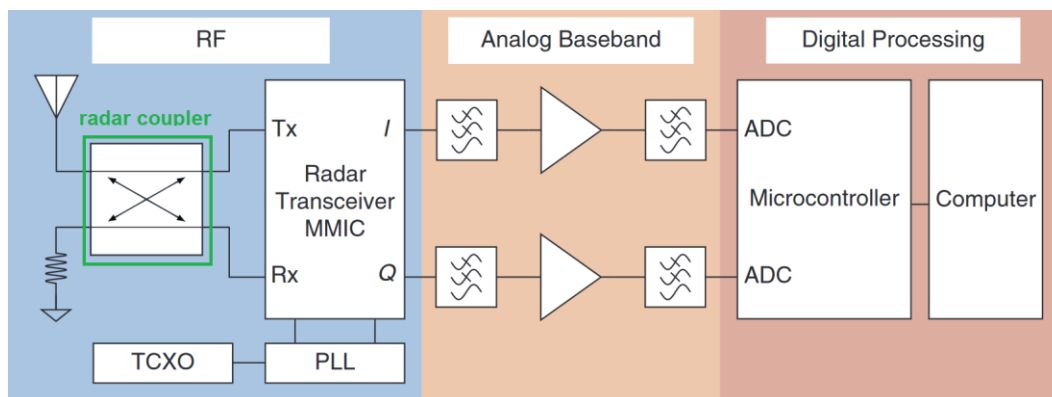 RF
Analog Baseband
Digital Processing
radar coupler
Tx
I
Radar
Transceiver
MMIC
Rx
Q
ADC
Microcontroller
Computer
ADC
TCXO
PLL